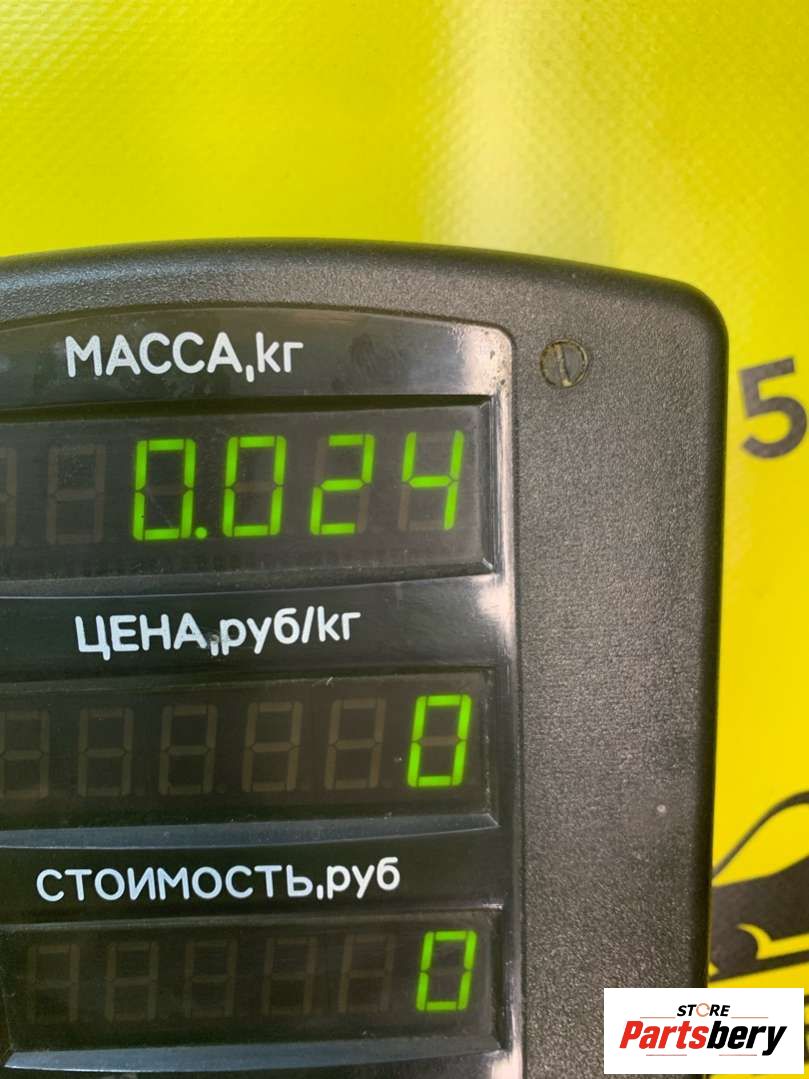 МАССА,кг
0.024
5
ЦЕНА,руб/кг
0
СТОИМОСТЬ,руб
0
STORE
Partsbery